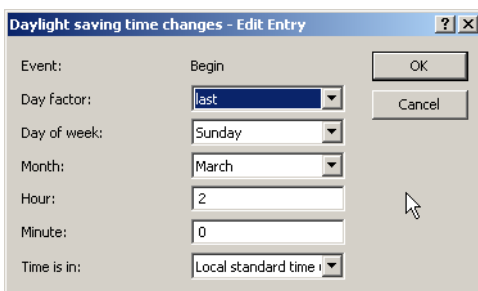 Daylight saving time changes - Edit Entry
Event: Begin OK
Day factor: last Cancel
Day of week: Sunday
Month: March
Hour: 2
Minute: 0
Time is in: Local standard time